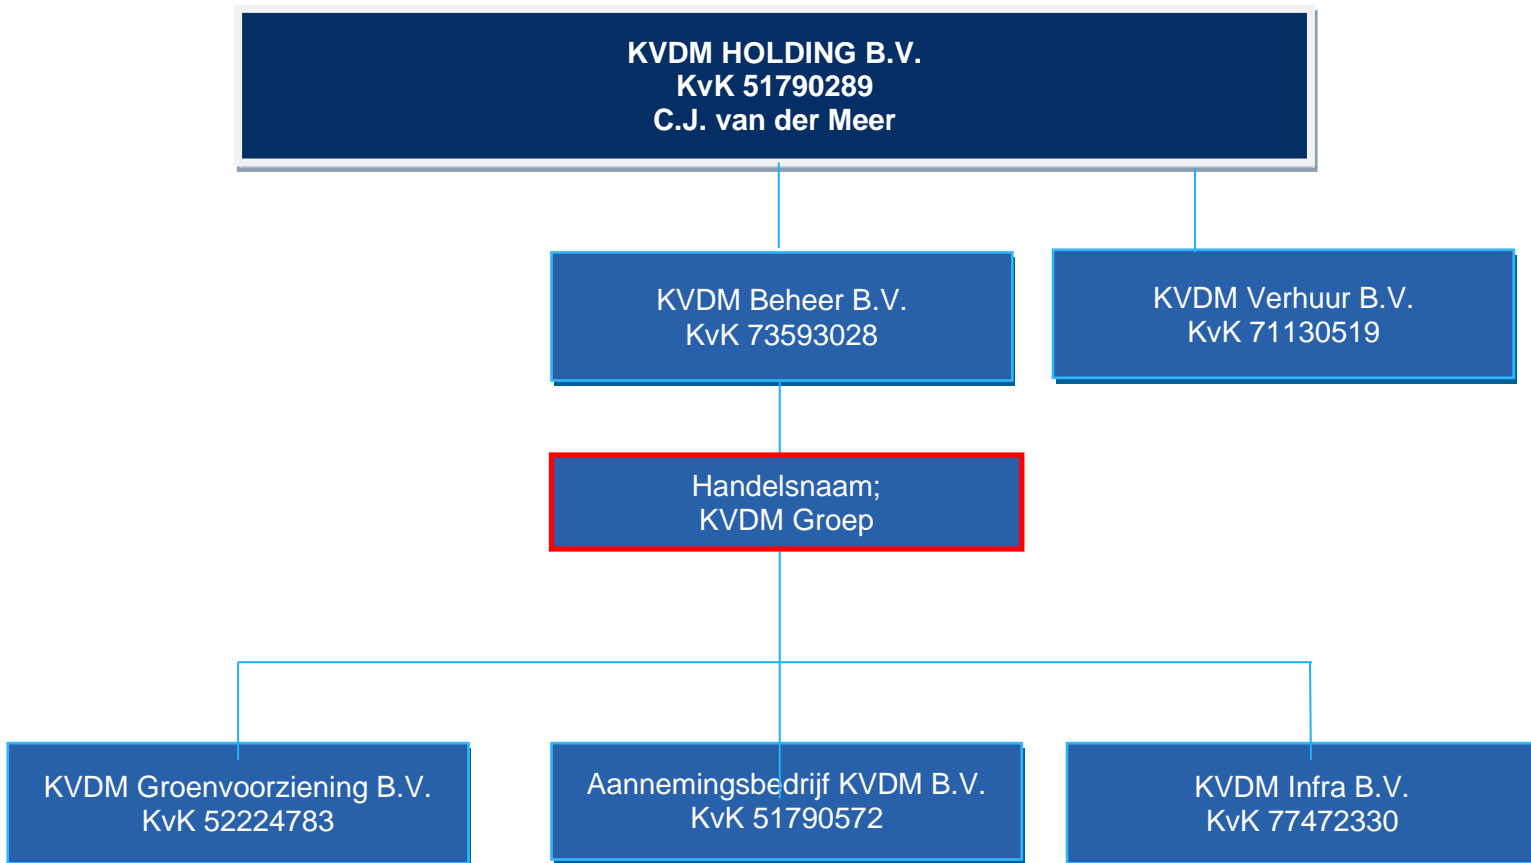 KVDM HOLDING B.V.
KvK 51790289
C.J. van der Meer
KVDM Beheer B.V.
KvK 73593028
KVDM Verhuur B.V.
KvK 71130519
Handelsnaam;
KVDM Groep
KVDM Groenvoorziening B.V.
KvK 52224783
Aannemingsbedrijf KVDM B.V.
KvK 51790572
KVDM Infra B.V.
KvK 77472330